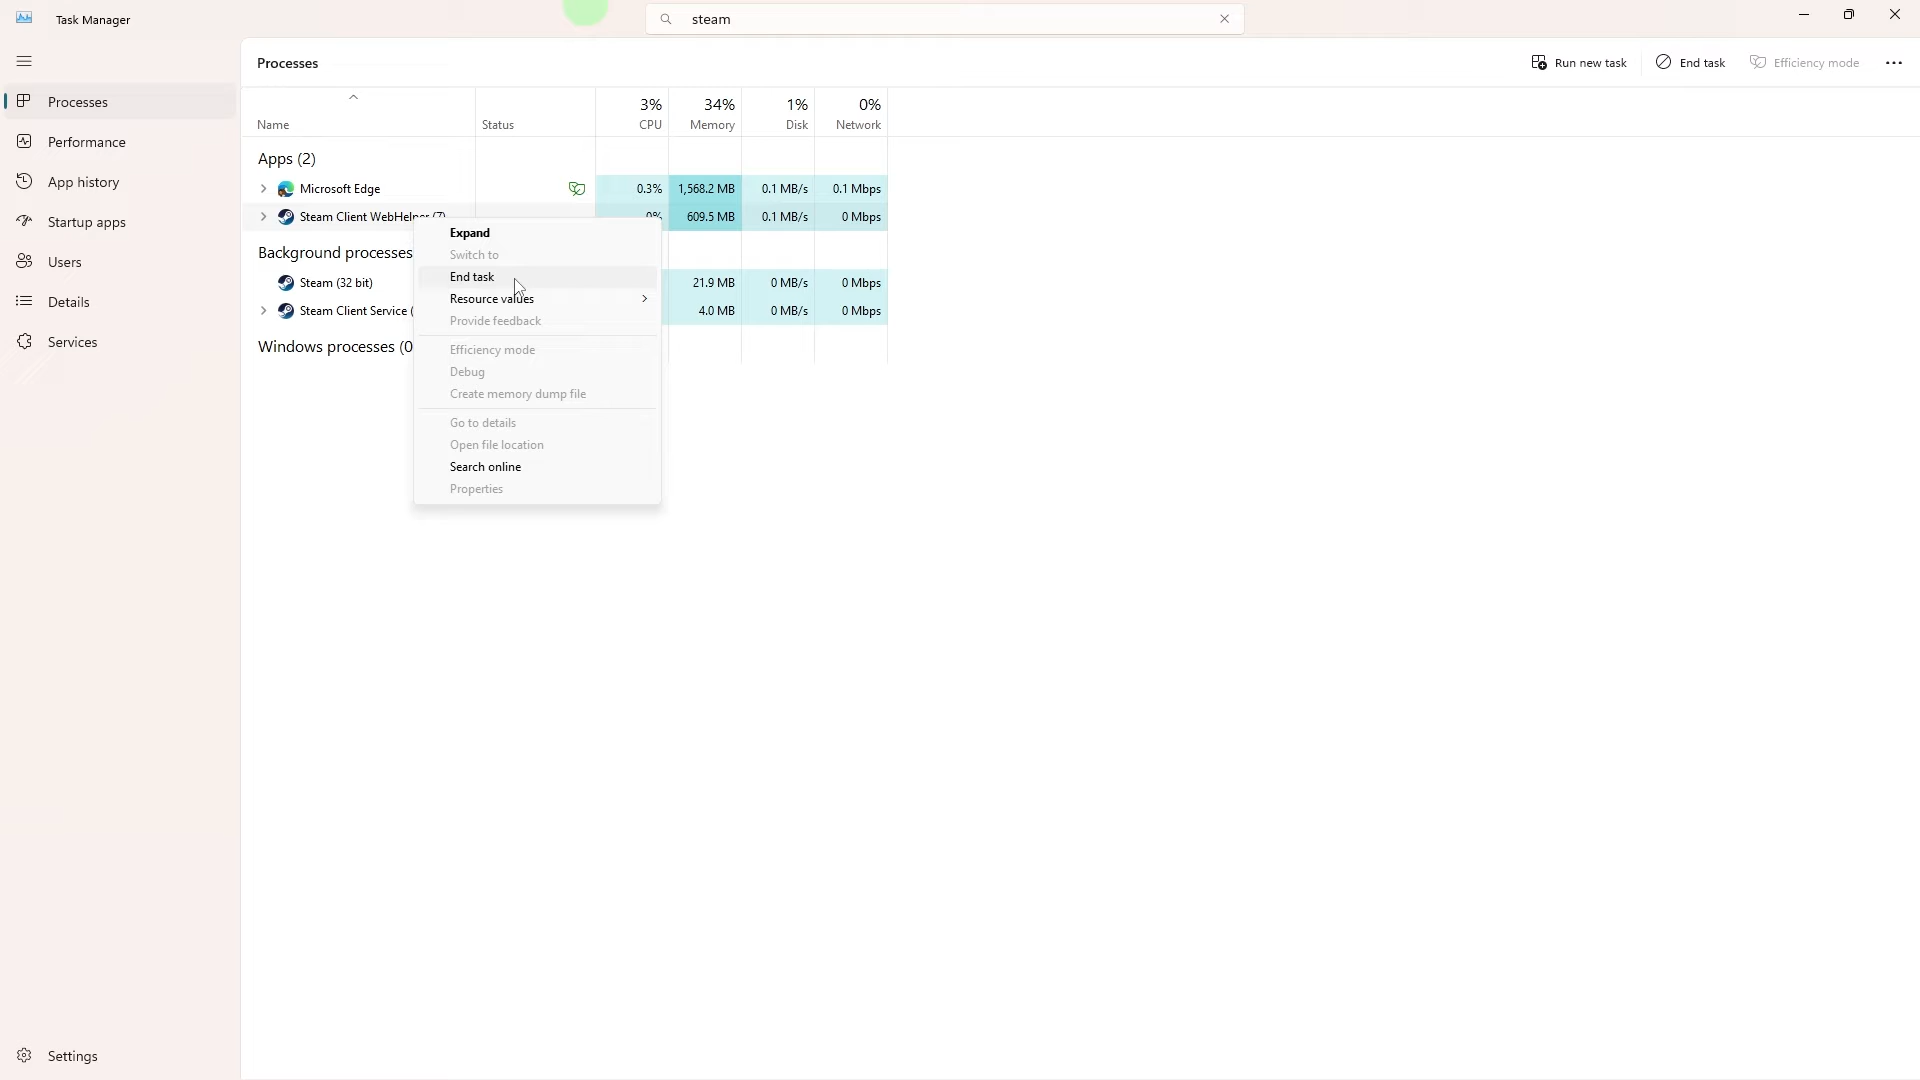 Task Manager
steam
Processes
Run new task
End task
Efficiency mode
Processes
Performance
App history
Startup apps
Users
Details
Services
Settings
Name
Status
3%
CPU
34%
Memory
1%
Disk
0%
Network
Apps (2)
Microsoft Edge 0.3% 1,568.2 MB 0.1 MB/s 0.1 Mbps
Steam Client WebHelper (7) 0% 609.5 MB 0.1 MB/s 0 Mbps
Background processes
Steam (32 bit) 21.9 MB 0 MB/s 0 Mbps
Steam Client Service ( 4.0 MB 0 MB/s 0 Mbps
Windows processes (0
Expand
Switch to
End task
Resource values
Provide feedback
Efficiency mode
Debug
Create memory dump file
Go to details
Open file location
Search online
Properties